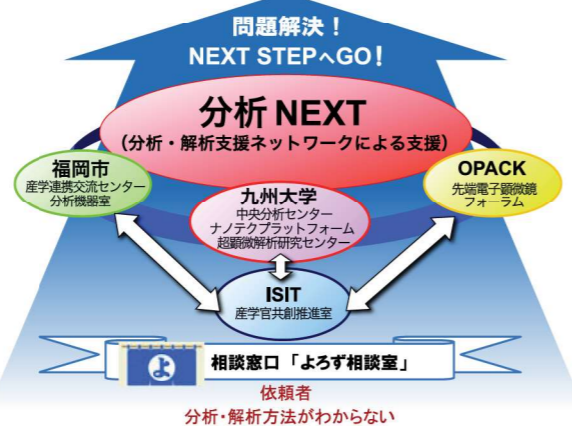 問題解決！
NEXT STEPへGO！
分析 NEXT
（分析・解析支援ネットワークによる支援）
福岡市
産学連携交流センター
分析機器室
九州大学
中央分析センター
ナノテクプラットフォーム
超顕微解析研究センター
OPACK
先端電子顕微鏡
フォーラム
ISIT
産学官共創推進室
よ
相談窓口「よろず相談室」
依頼者
分析・解析方法がわからない